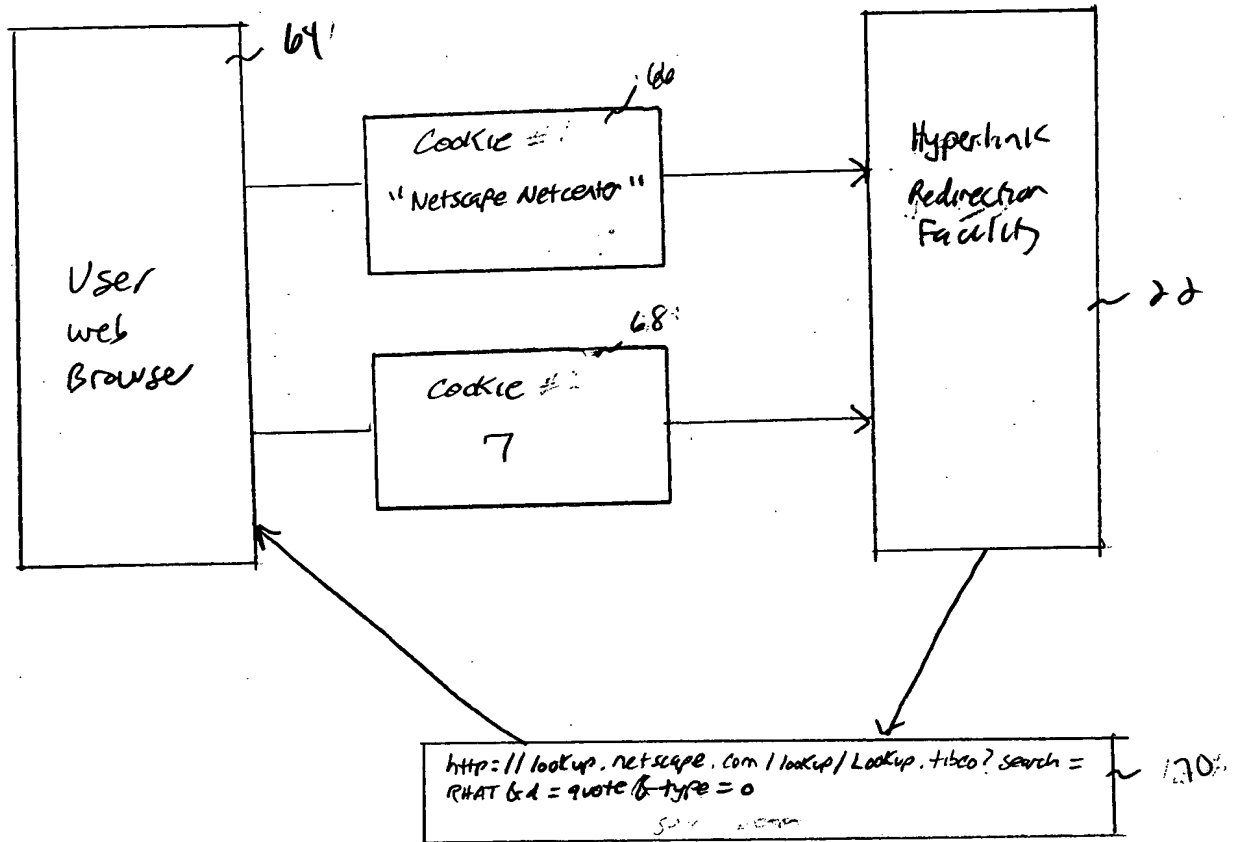 64
66
Cookie #1
"Netscape Netcenter"
User
web
Browser
Hyperlink
Redirection
Facility
22
68
Cookie #2
7
http://lookup.netscape.com/lookup/Lookup.tibco?search=
RHAT&d=quote&type=0
70